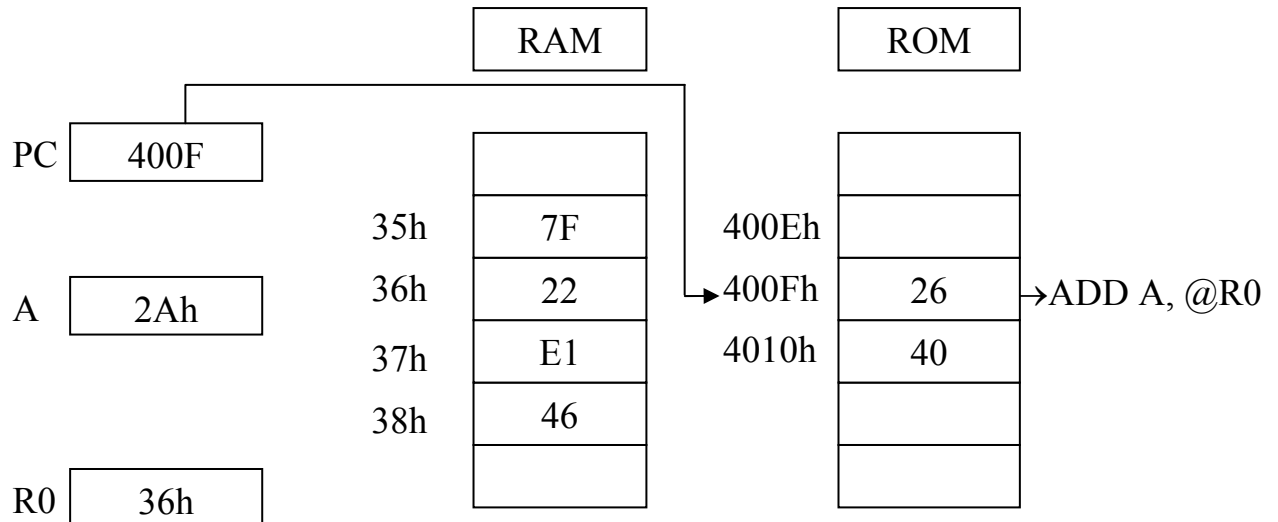 RAM ROM
PC 400F
35h 7F 400Eh
36h 22 400Fh 26 →ADD A, @R0
A 2Ah
37h E1 4010h 40
38h 46
R0 36h